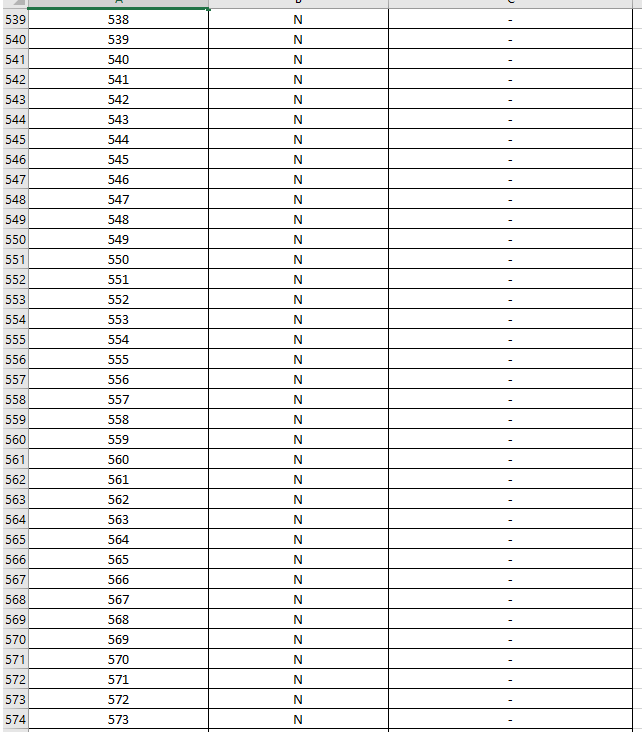 A B C
539 538 N -
540 539 N -
541 540 N -
542 541 N -
543 542 N -
544 543 N -
545 544 N -
546 545 N -
547 546 N -
548 547 N -
549 548 N -
550 549 N -
551 550 N -
552 551 N -
553 552 N -
554 553 N -
555 554 N -
556 555 N -
557 556 N -
558 557 N -
559 558 N -
560 559 N -
561 560 N -
562 561 N -
563 562 N -
564 563 N -
565 564 N -
566 565 N -
567 566 N -
568 567 N -
569 568 N -
570 569 N -
571 570 N -
572 571 N -
573 572 N -
574 573 N -